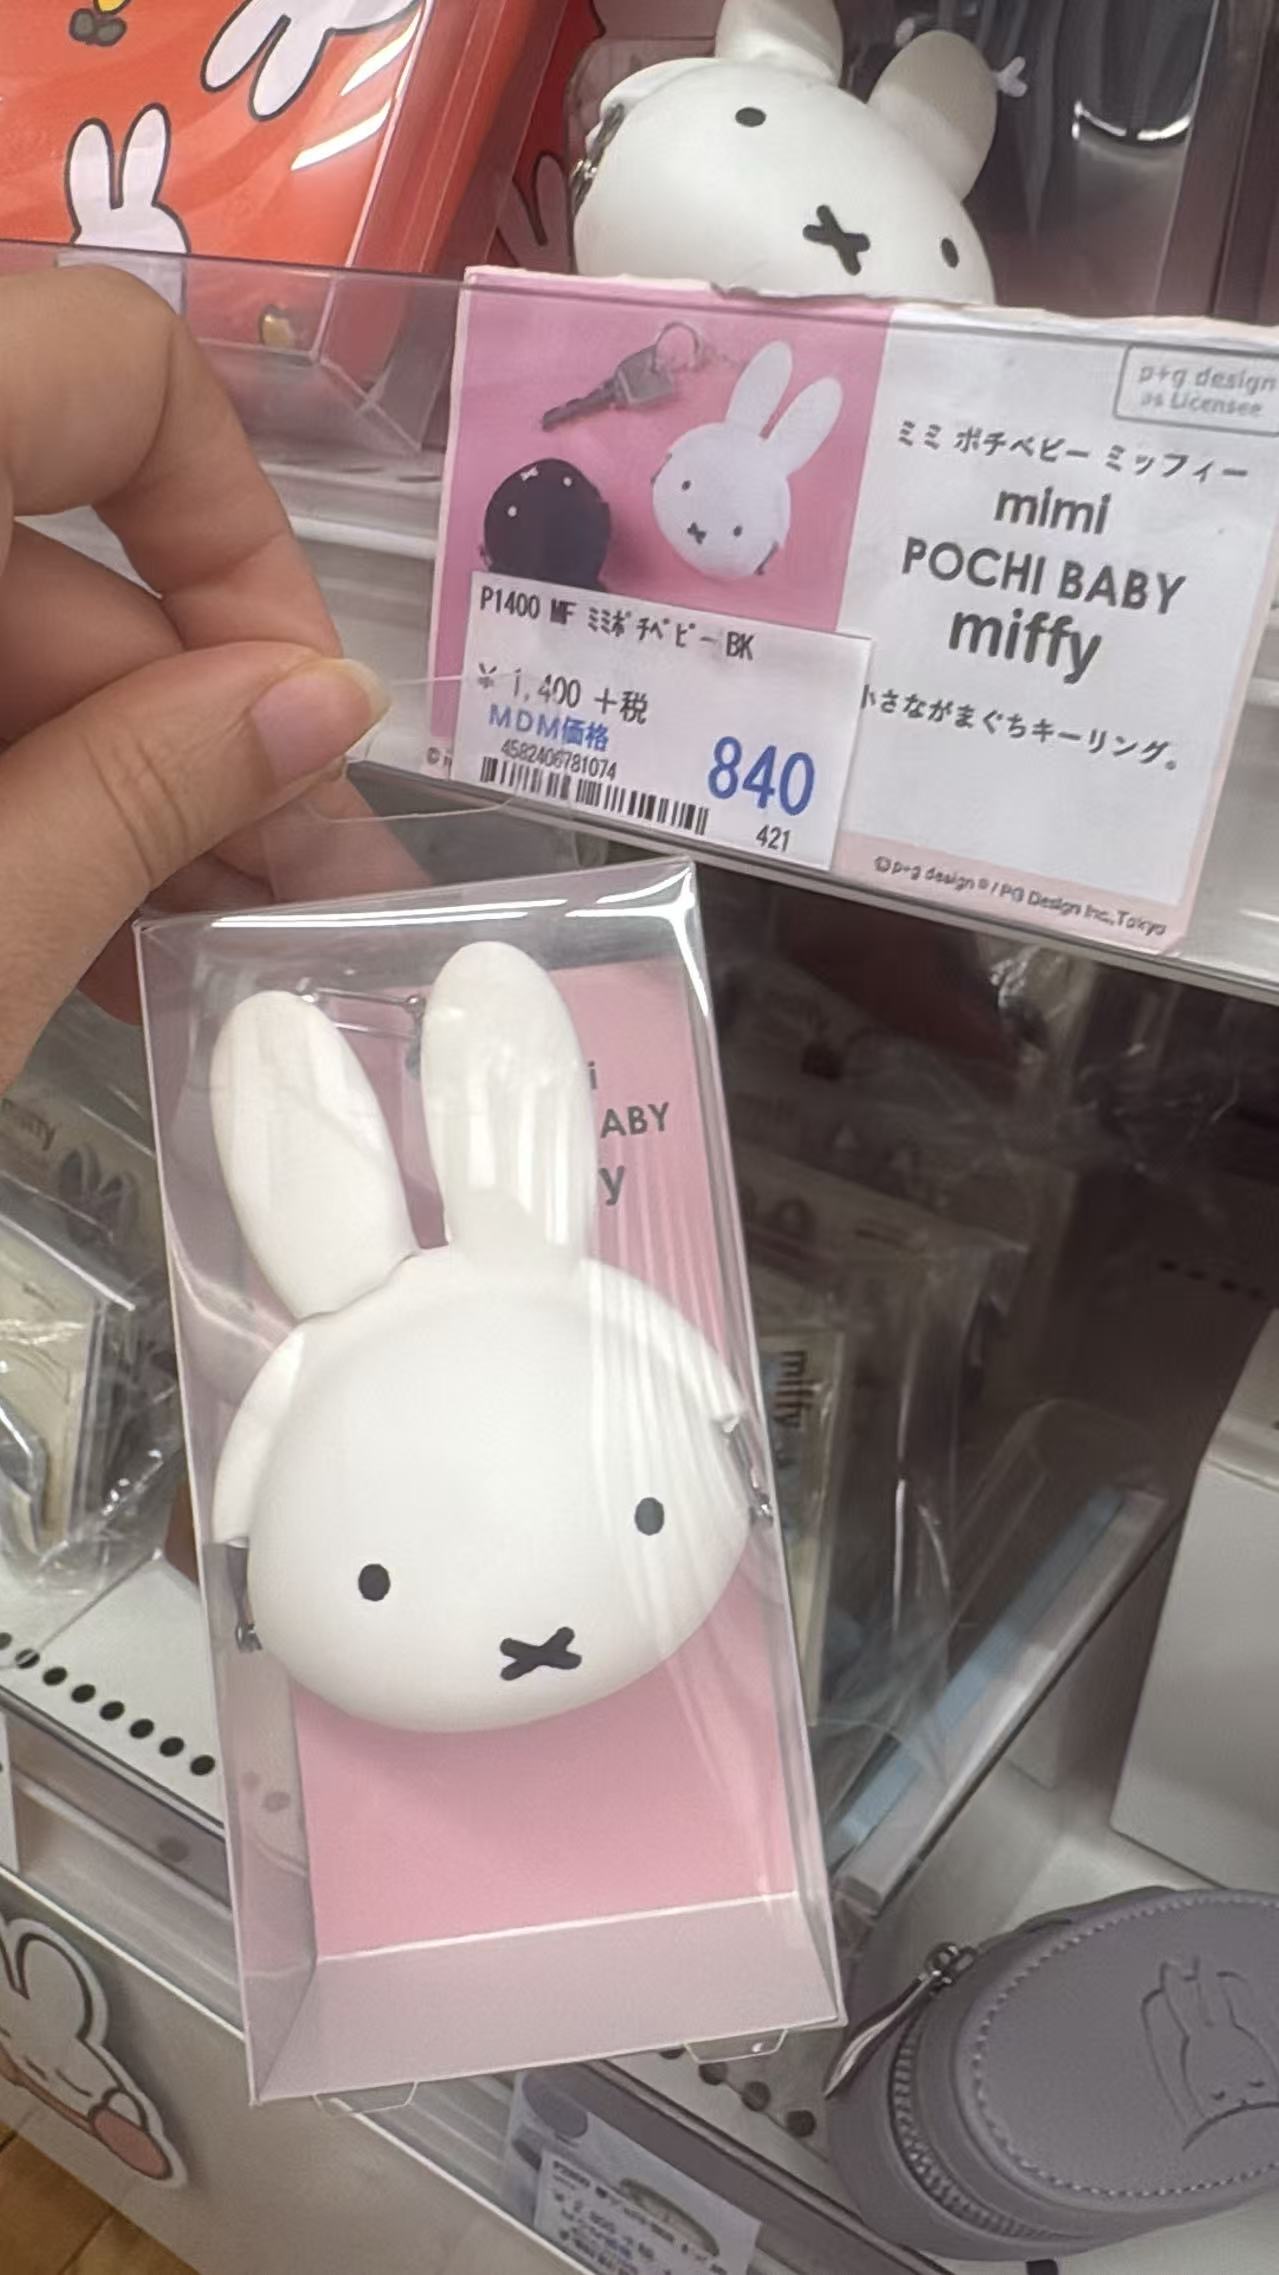 p+g design
as Licensee
ミミ ポチベビー ミッフィー
mimi
POCHI BABY
miffy
小さながまぐちキーリング。
P1400 MF ﾐﾐﾎﾟﾁﾍﾞﾋﾞｰ BK
¥ 1,400 +税
MDM価格
840
4582406781074
421
©p+g design®/PG Design Inc.,Tokyo
i
ABY
y
miffy